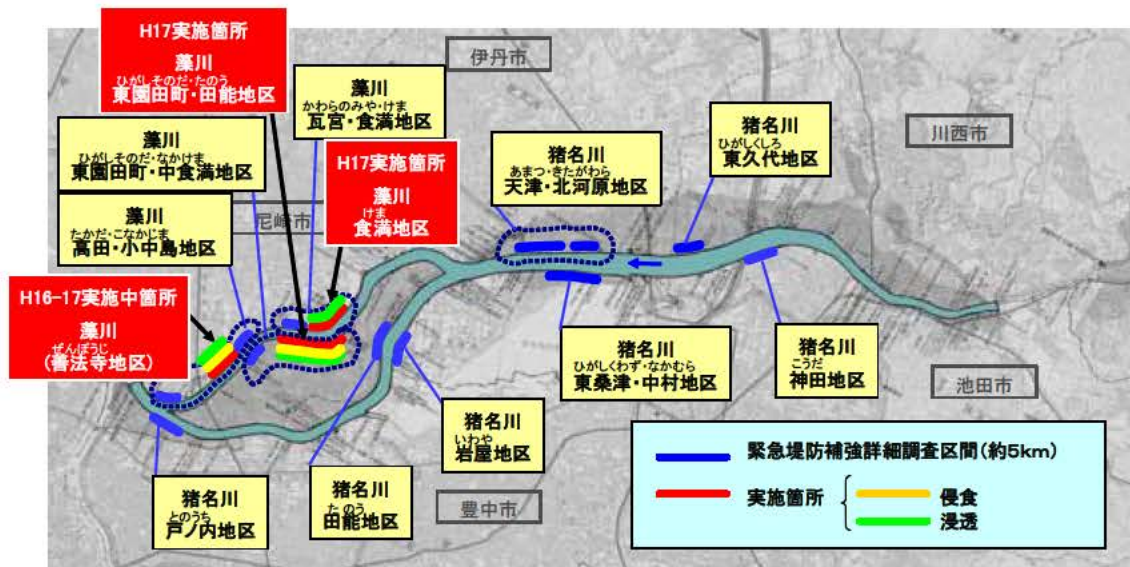 H17実施箇所
藻川
ひがしそのだ・たのう
東園田町・田能地区
伊丹市
藻川
かわらのみや・けま
瓦宮・食満地区
猪名川
ひがしくしろ
東久代地区
川西市
藻川
ひがしそのだ・なかけま
東園田町・中食満地区
H17実施箇所
藻川
けま
食満地区
猪名川
あまつ・きたがわら
天津・北河原地区
尼崎市
藻川
たかだ・こなかじま
高田・小中島地区
H16-17実施中箇所
藻川
ぜんぽうじ
(善法寺地区)
猪名川
ひがしくわず・なかむら
東桑津・中村地区
猪名川
こうだ
神田地区
池田市
猪名川
いわや
岩屋地区
猪名川
とのうち
戸ノ内地区
猪名川
たのう
田能地区
豊中市
緊急堤防補強詳細調査区間(約5km)
実施箇所
侵食
浸透